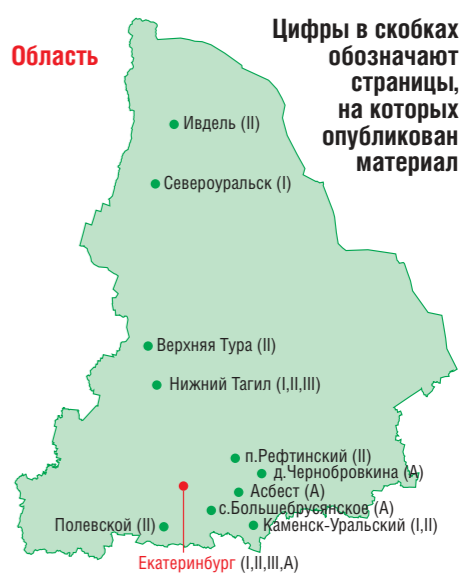 Область
Цифры в скобках
обозначают
страницы,
на которых
опубликован
материал
Ивдель (II)
Североуральск (I)
Верхняя Тура (II)
Нижний Тагил (I,II,III)
п.Рефтинский (II)
д.Чернобровкина (А)
Асбест (А)
с.Большебрусянское (А)
Полевской (II)
Каменск-Уральский (I,II)
Екатеринбург (I,II,III,А)